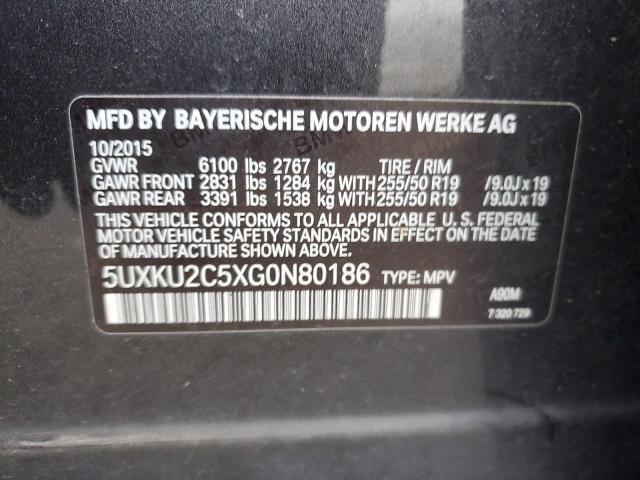 MFD BY BAYERISCHE MOTOREN WERKE AG
10/2015
GVWR 6100 lbs 2767 kg TIRE / RIM
GAWR FRONT 2831 lbs 1284 kg WITH 255/50 R19 /9.0J x 19
GAWR REAR 3391 lbs 1538 kg WITH 255/50 R19 /9.0J x 19
THIS VEHICLE CONFORMS TO ALL APPLICABLE U. S. FEDERAL
MOTOR VEHICLE SAFETY STANDARDS IN EFFECT ON THE DATE
OF MANUFACTURE SHOWN ABOVE.
5UXKU2C5XG0N80186 TYPE: MPV
A90M
7 320 729